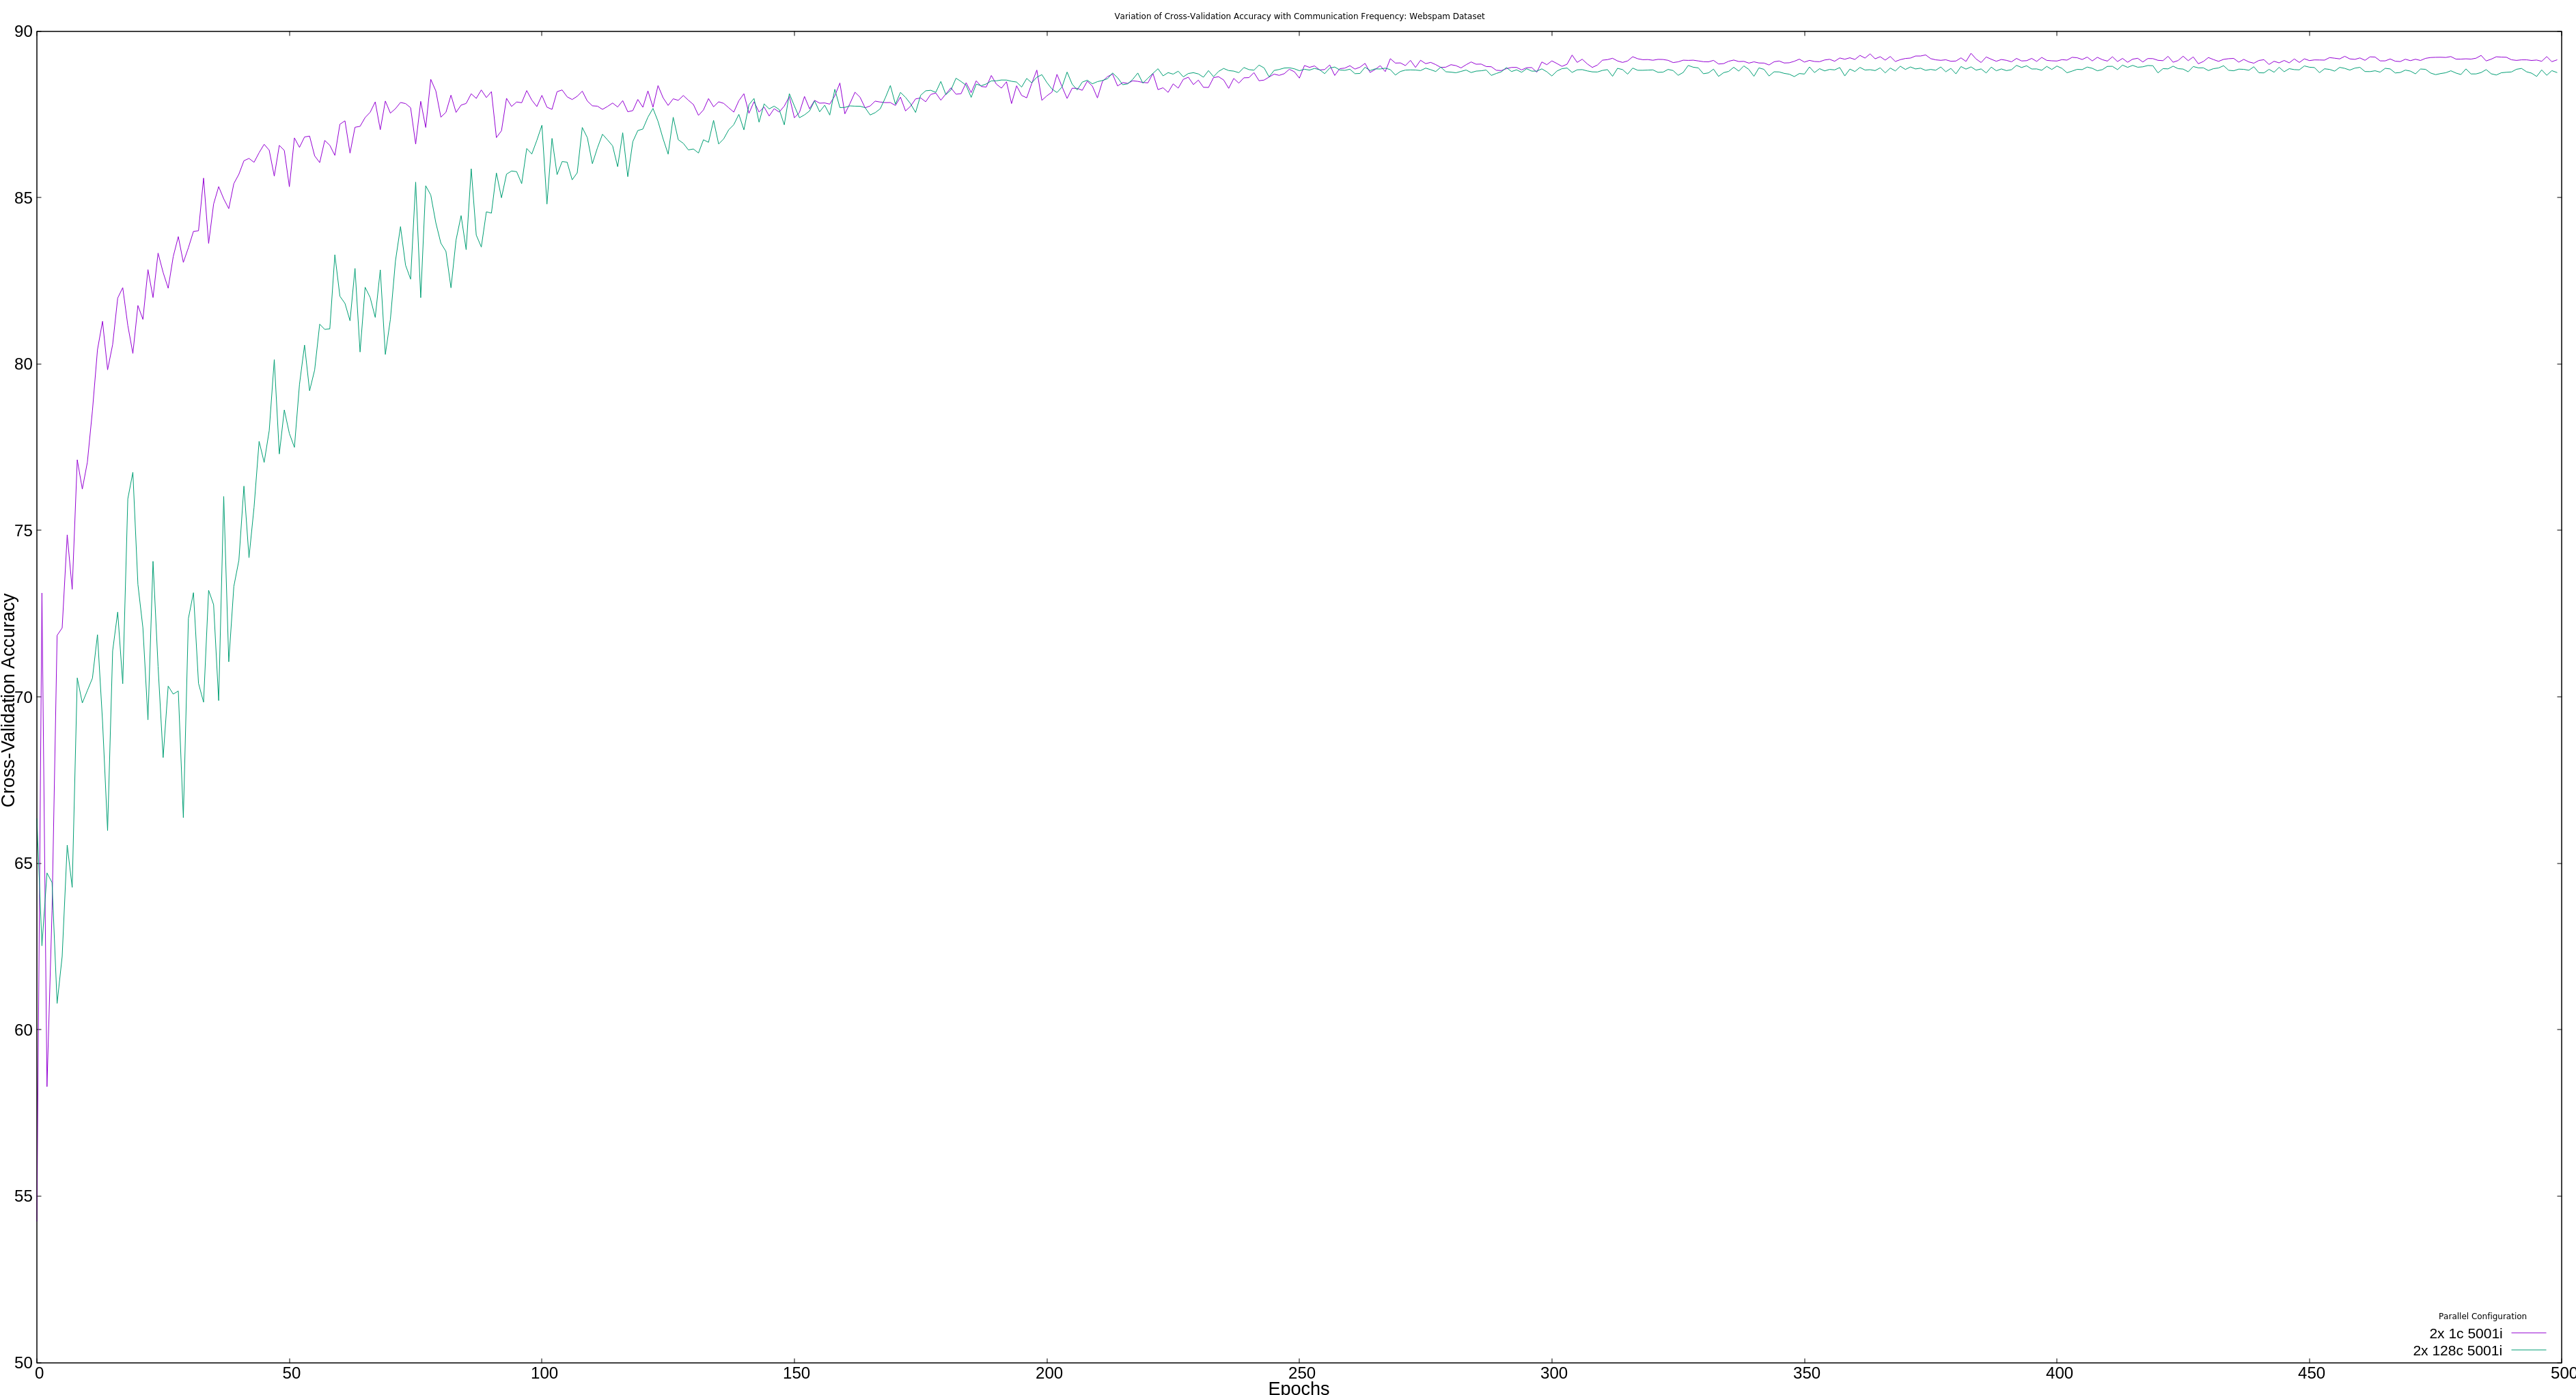 Variation of Cross-Validation Accuracy with Communication Frequency: Webspam Dataset
90
85
80
75
70
65
60
55
50
Cross-Validation Accuracy
0 50 100 150 200 250 300 350 400 450 500
Epochs
Parallel Configuration
2x 1c 5001i
2x 128c 5001i